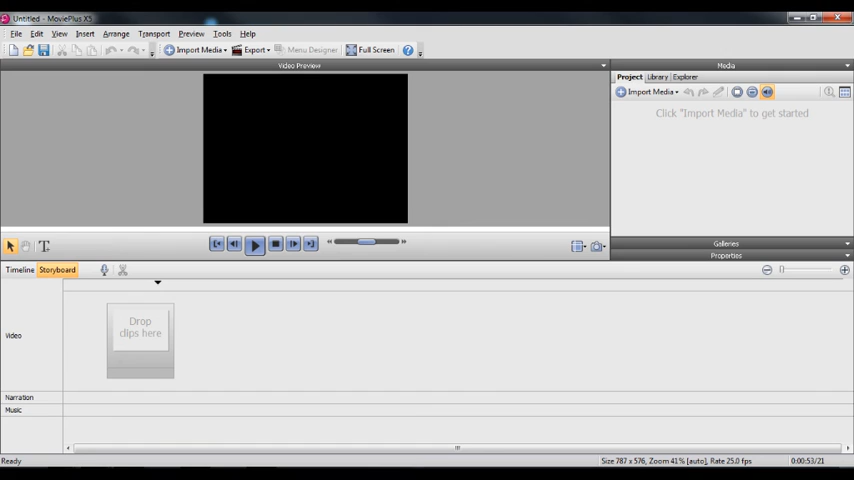 Untitled - MoviePlus X5
File Edit View Insert Arrange Transport Preview Tools Help
Import Media Export Menu Designer Full Screen
Video Preview
Media
Project Library Explorer
Import Media
Click "Import Media" to get started
T
Galleries
Properties
Timeline Storyboard
Drop
clips here
Video
Narration
Music
Ready
Size 787 x 576, Zoom 41% [auto], Rate 25.0 fps
0:00:53/21